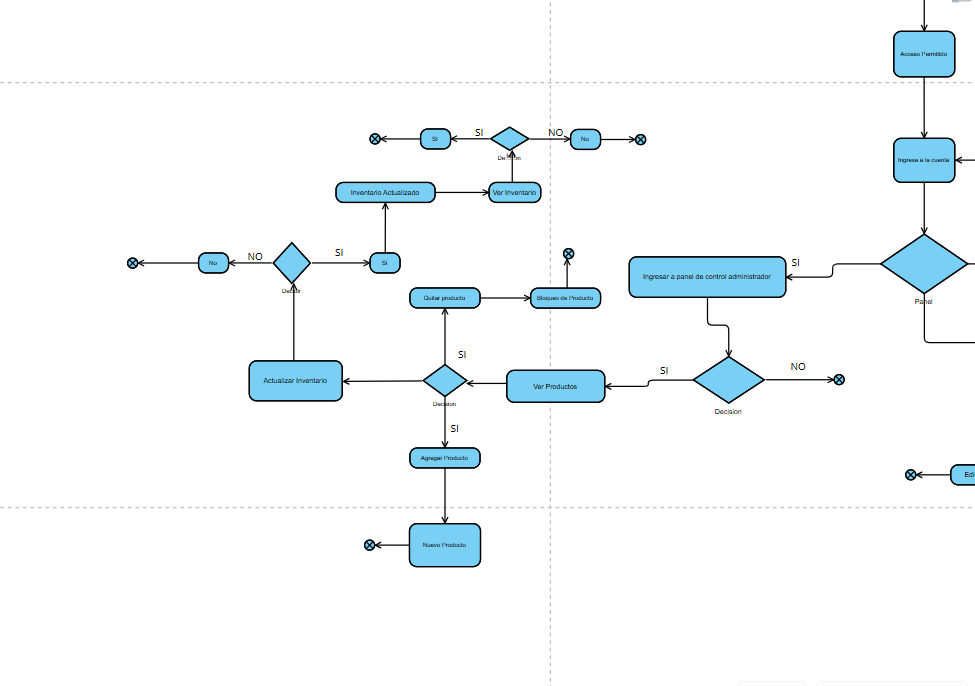 Acceso Permitido
SI
NO
Si
No
Decision
Ingresa a la cuenta
Inventario Actualizado
Ver Inventario
NO
SI
No
Si
SI
Ingresar a panel de control administrador
Decidir
Quitar producto
Bloqueo de Producto
Panel
SI
SI
NO
Actualizar Inventario
Ver Productos
Decision
Decision
SI
Agregar Producto
Edi
Nuevo Producto